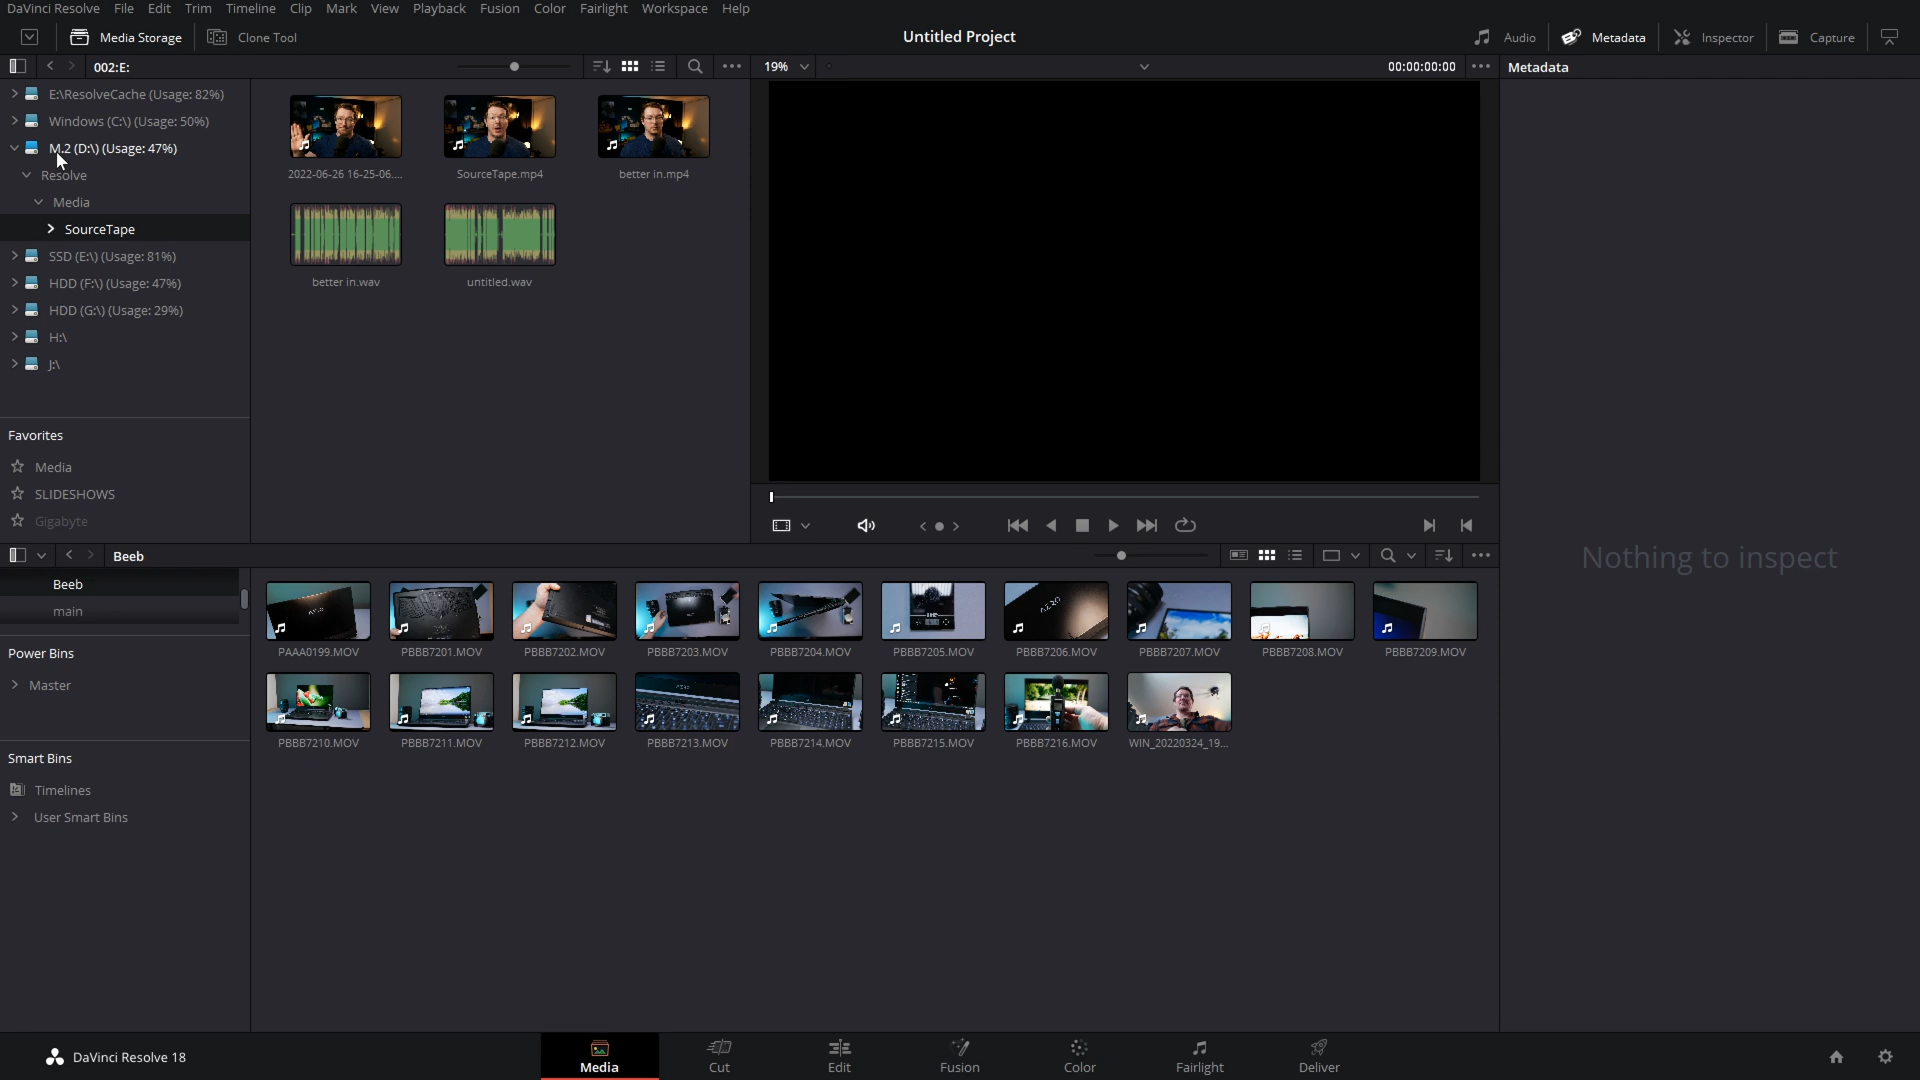 DaVinci Resolve File Edit Trim Timeline Clip Mark View Playback Fusion Color Fairlight Workspace Help
Media Storage Clone Tool Untitled Project Audio Metadata Inspector Capture
002:E: 19% 00:00:00:00 Metadata
E:\ResolveCache (Usage: 82%)
Windows (C:\) (Usage: 50%)
M.2 (D:\) (Usage: 47%)
Resolve
Media
SourceTape
SSD (E:\) (Usage: 81%)
HDD (F:\) (Usage: 47%)
HDD (G:\) (Usage: 29%)
H:\
J:\
2022-06-26 16-25-06.... SourceTape.mp4 better in.mp4
better in.wav untitled.wav
Favorites
Media
SLIDESHOWS
Gigabyte
Nothing to inspect
Beeb
Beeb
main
Power Bins
Master
Smart Bins
Timelines
User Smart Bins
PAAA0199.MOV PBBB7201.MOV PBBB7202.MOV PBBB7203.MOV PBBB7204.MOV PBBB7205.MOV PBBB7206.MOV PBBB7207.MOV PBBB7208.MOV PBBB7209.MOV
PBBB7210.MOV PBBB7211.MOV PBBB7212.MOV PBBB7213.MOV PBBB7214.MOV PBBB7215.MOV PBBB7216.MOV WIN_20220324_19...
DaVinci Resolve 18 Media Cut Edit Fusion Color Fairlight Deliver